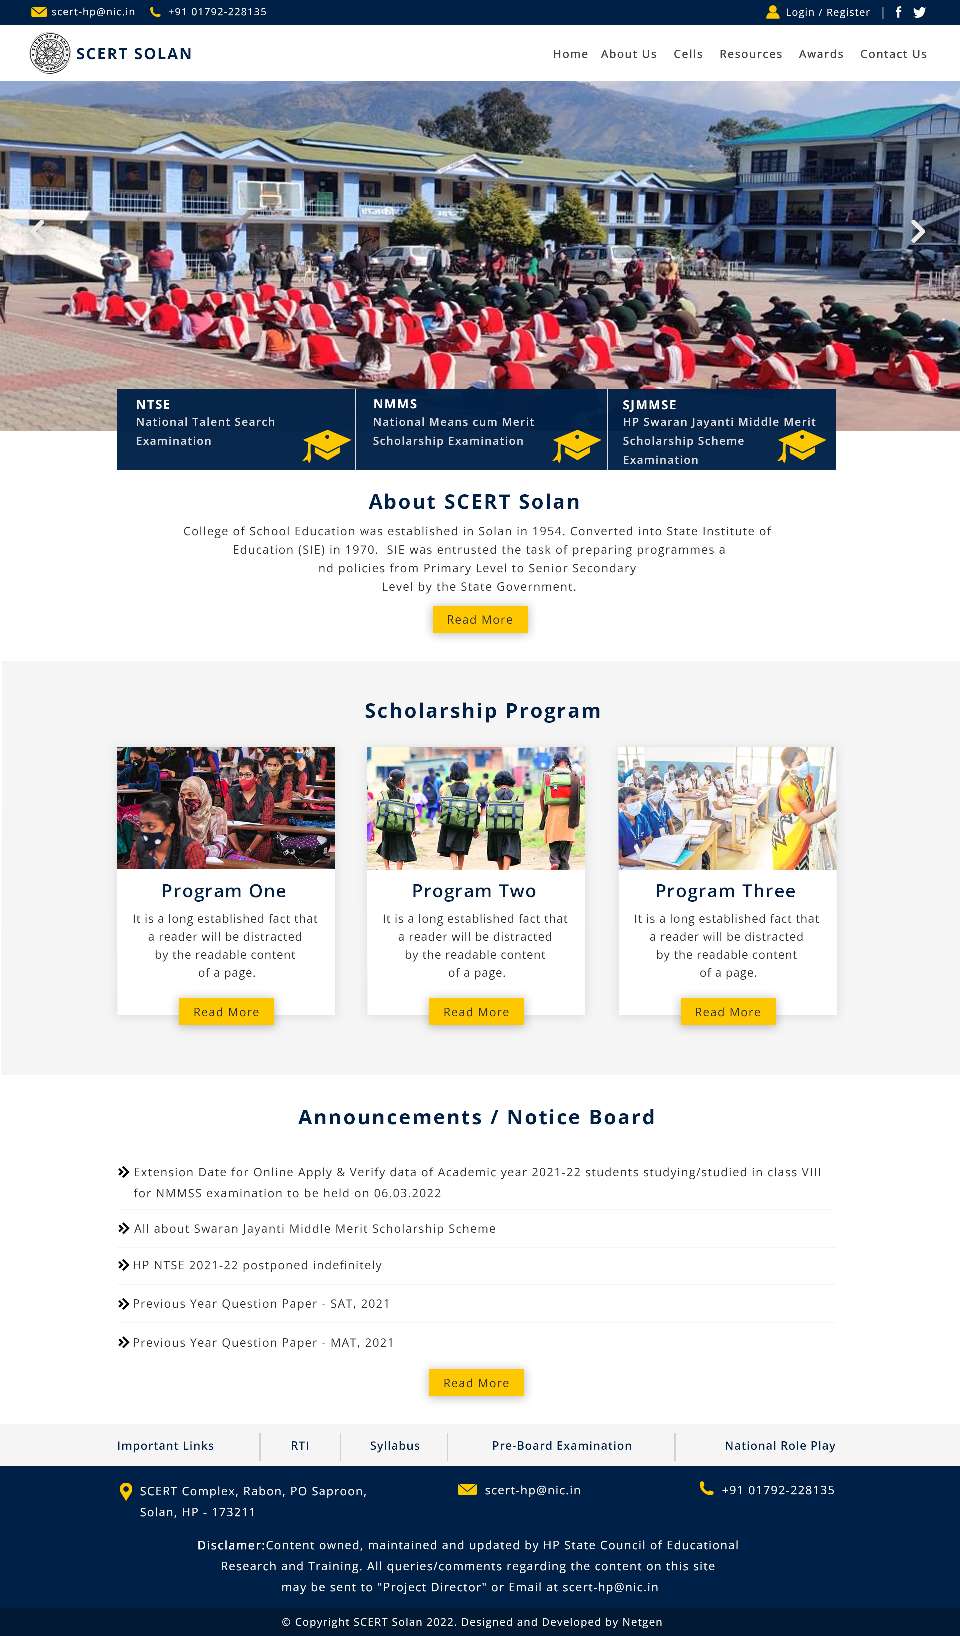 scert-hp@nic.in +91 01792-228135 Login / Register | f
SCERT SOLAN Home About Us Cells Resources Awards Contact Us
NTSE
National Talent Search
Examination
NMMS
National Means cum Merit
Scholarship Examination
SJMMSE
HP Swaran Jayanti Middle Merit
Scholarship Scheme
Examination
About SCERT Solan
College of School Education was established in Solan in 1954. Converted into State Institute of
Education (SIE) in 1970. SIE was entrusted the task of preparing programmes a
nd policies from Primary Level to Senior Secondary
Level by the State Government.
Read More
Scholarship Program
Program One
It is a long established fact that
a reader will be distracted
by the readable content
of a page.
Read More
Program Two
It is a long established fact that
a reader will be distracted
by the readable content
of a page.
Read More
Program Three
It is a long established fact that
a reader will be distracted
by the readable content
of a page.
Read More
Announcements / Notice Board
Extension Date for Online Apply & Verify data of Academic year 2021-22 students studying/studied in class VIII
for NMMSS examination to be held on 06.03.2022
All about Swaran Jayanti Middle Merit Scholarship Scheme
HP NTSE 2021-22 postponed indefinitely
Previous Year Question Paper - SAT, 2021
Previous Year Question Paper - MAT, 2021
Read More
Important Links RTI Syllabus Pre-Board Examination National Role Play
SCERT Complex, Rabon, PO Saproon,
Solan, HP - 173211
scert-hp@nic.in
+91 01792-228135
Disclamer:Content owned, maintained and updated by HP State Council of Educational
Research and Training. All queries/comments regarding the content on this site
may be sent to "Project Director" or Email at scert-hp@nic.in
© Copyright SCERT Solan 2022. Designed and Developed by Netgen